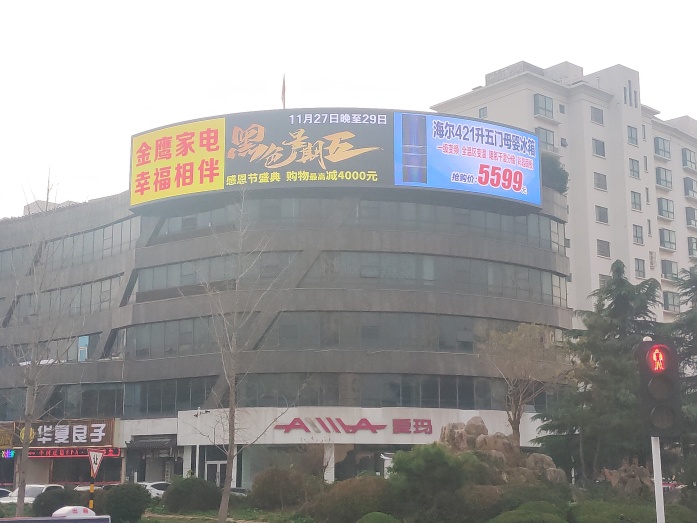 金鹰家电
幸福相伴
11月27日晚至29日
黑色星期五
感恩节盛典 购物最高减4000元
海尔421升五门母婴冰箱
抢购价:5599元
华夏良子
AIMA 爱玛